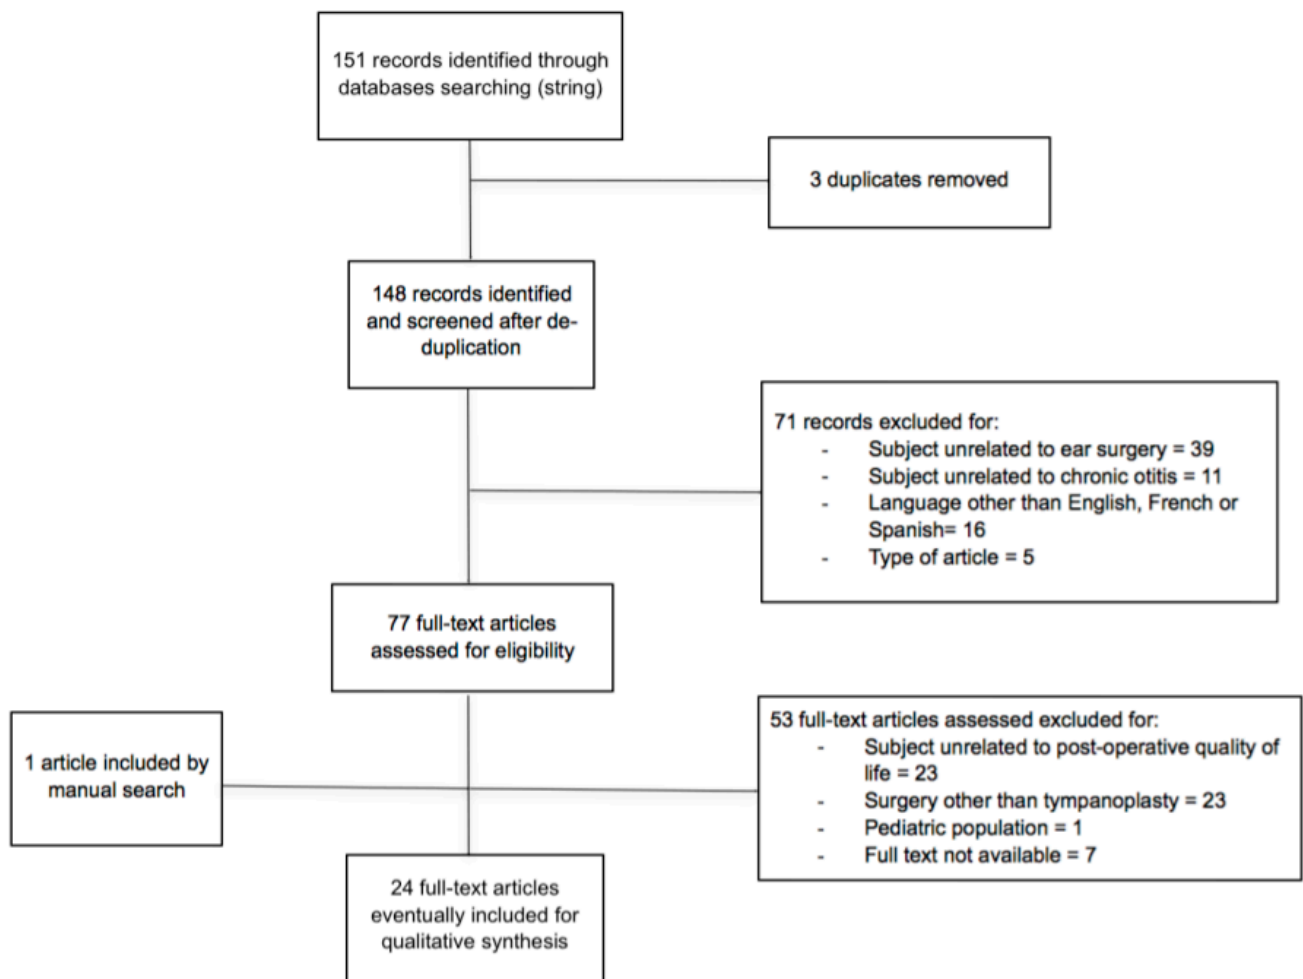 151 records identified through
databases searching (string)
3 duplicates removed
148 records identified
and screened after de-
duplication
71 records excluded for:
- Subject unrelated to ear surgery = 39
- Subject unrelated to chronic otitis = 11
- Language other than English, French or
Spanish= 16
- Type of article = 5
77 full-text articles
assessed for eligibility
1 article included by
manual search
53 full-text articles assessed excluded for:
- Subject unrelated to post-operative quality of
life = 23
- Surgery other than tympanoplasty = 23
- Pediatric population = 1
- Full text not available = 7
24 full-text articles
eventually included for
qualitative synthesis